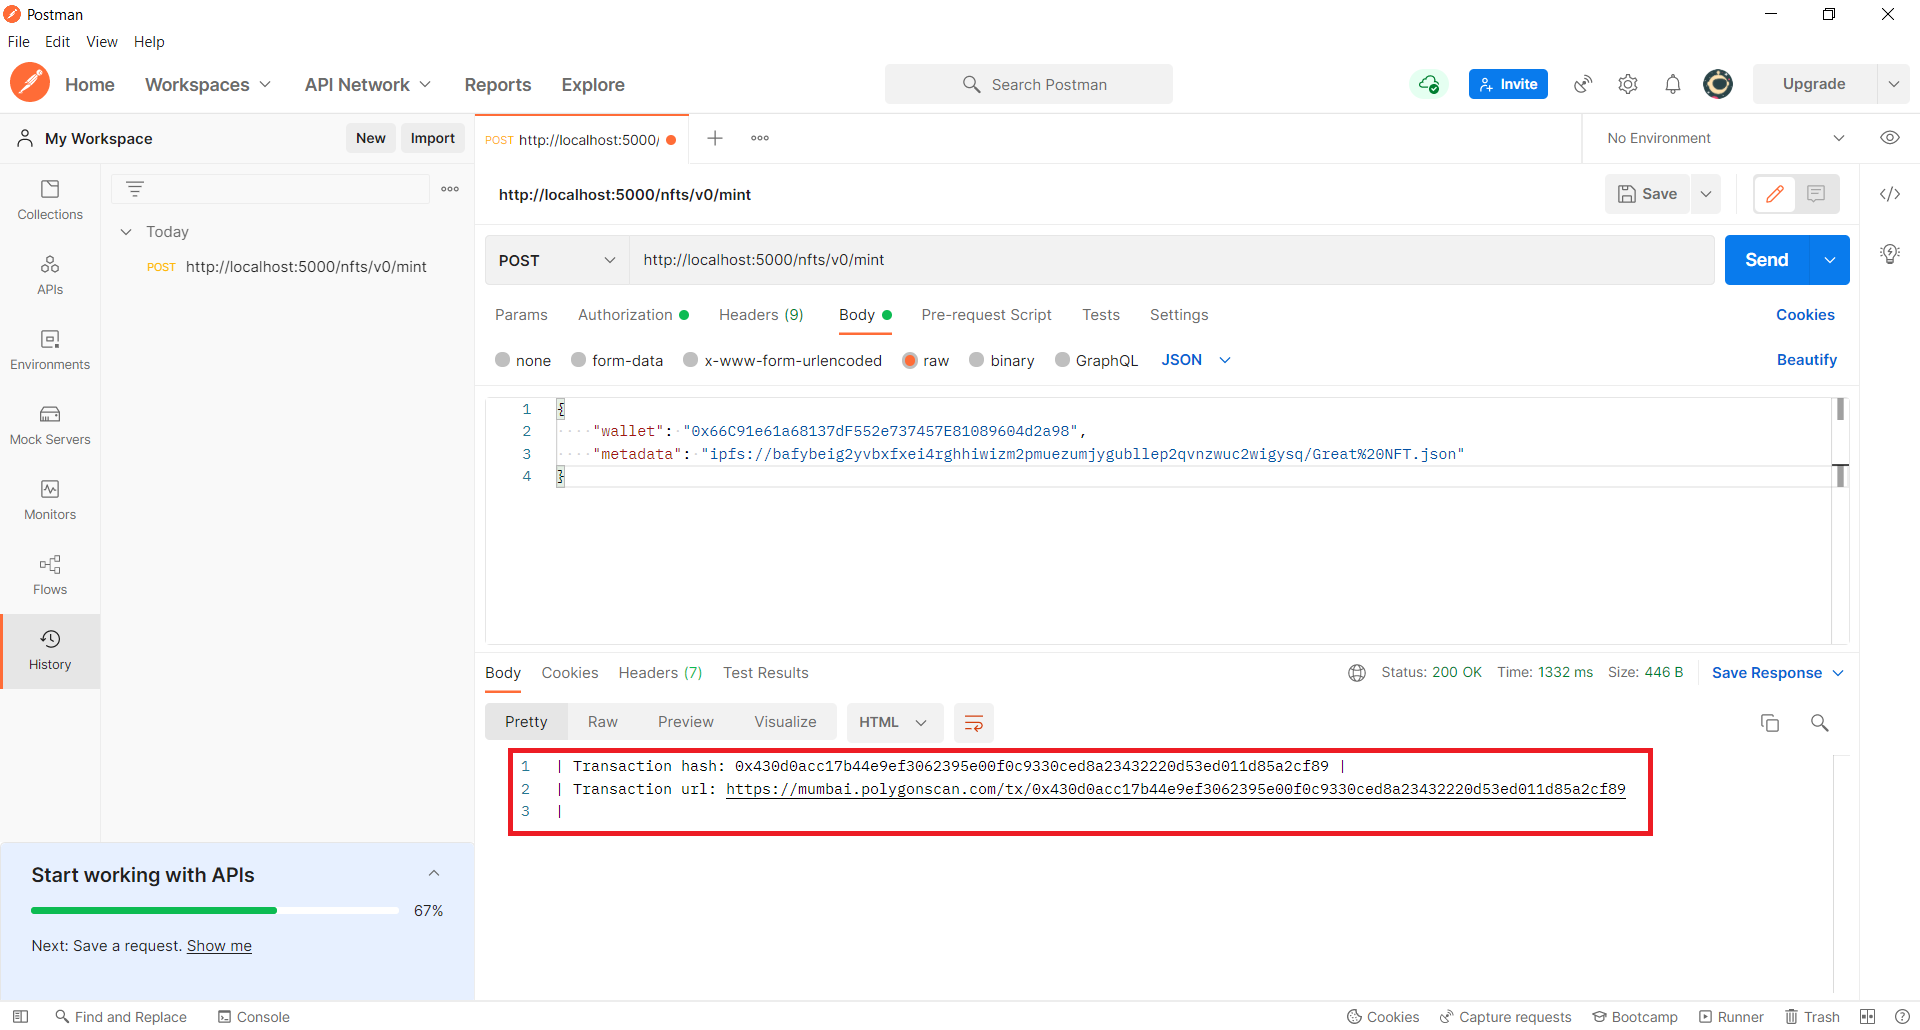 Postman
File Edit View Help
Home Workspaces API Network Reports Explore
Search Postman
Invite
Upgrade
My Workspace
New Import
POST http://localhost:5000/
No Environment
Collections
APIs
Environments
Mock Servers
Monitors
Flows
History
Today
POST http://localhost:5000/nfts/v0/mint
http://localhost:5000/nfts/v0/mint
Save
POST http://localhost:5000/nfts/v0/mint
Send
Params Authorization Headers (9) Body Pre-request Script Tests Settings
Cookies
none form-data x-www-form-urlencoded raw binary GraphQL JSON
Beautify
1 {
2 "wallet": "0x66C91e61a68137dF552e737457E81089604d2a98",
3 "metadata": "ipfs://bafybeig2yvbxfxei4rghhiwizm2pmuezumjygubllep2qvnzwuc2wigysq/Great%20NFT.json"
4 }
Body Cookies Headers (7) Test Results
Status: 200 OK Time: 1332 ms Size: 446 B
Save Response
Pretty Raw Preview Visualize HTML
1 | Transaction hash: 0x430d0acc17b44e9ef3062395e00f0c9330ced8a23432220d53ed011d85a2cf89 |
2 | Transaction url: https://mumbai.polygonscan.com/tx/0x430d0acc17b44e9ef3062395e00f0c9330ced8a23432220d53ed011d85a2cf89
3 |
Start working with APIs
67%
Next: Save a request. Show me
Find and Replace Console
Cookies Capture requests Bootcamp Runner Trash